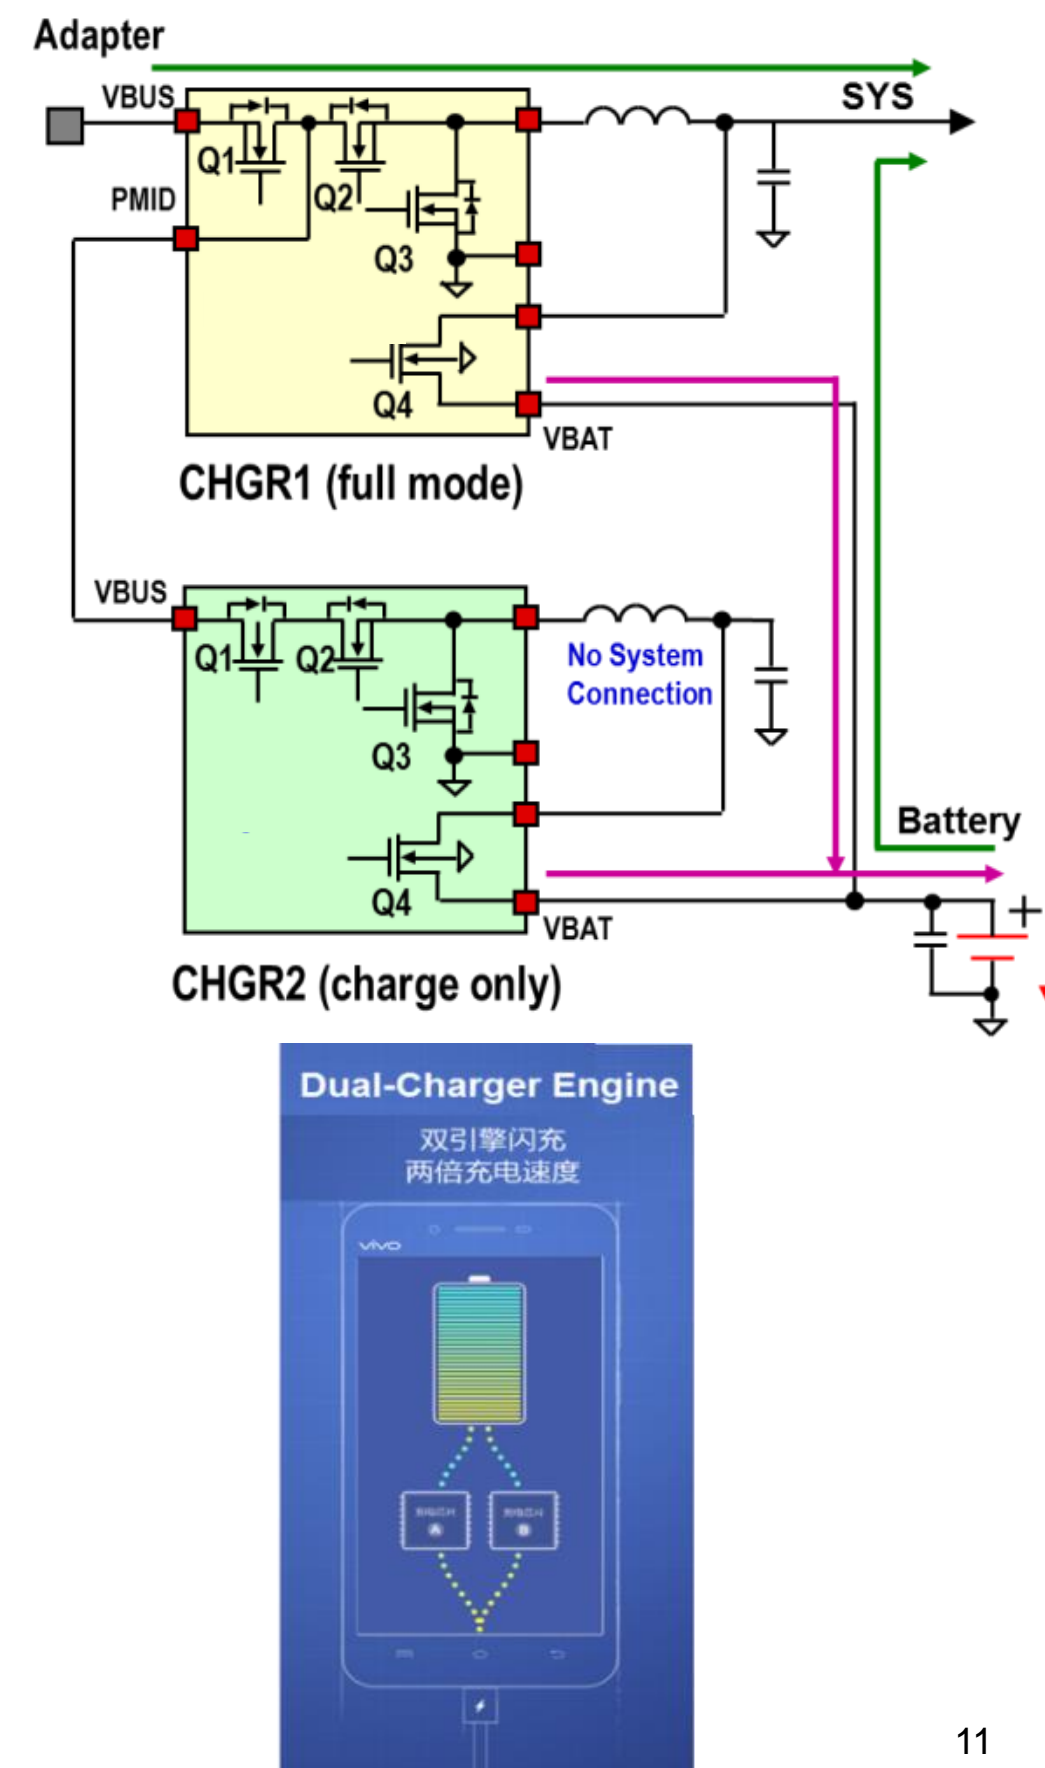 Adapter
VBUS
SYS
Q1
Q2
PMID
Q3
Q4
VBAT
CHGR1 (full mode)
VBUS
Q1
Q2
No System
Connection
Q3
Battery
Q4
VBAT
+
CHGR2 (charge only)
Dual-Charger Engine
双引擎闪充
两倍充电速度
vivo
A
B
11